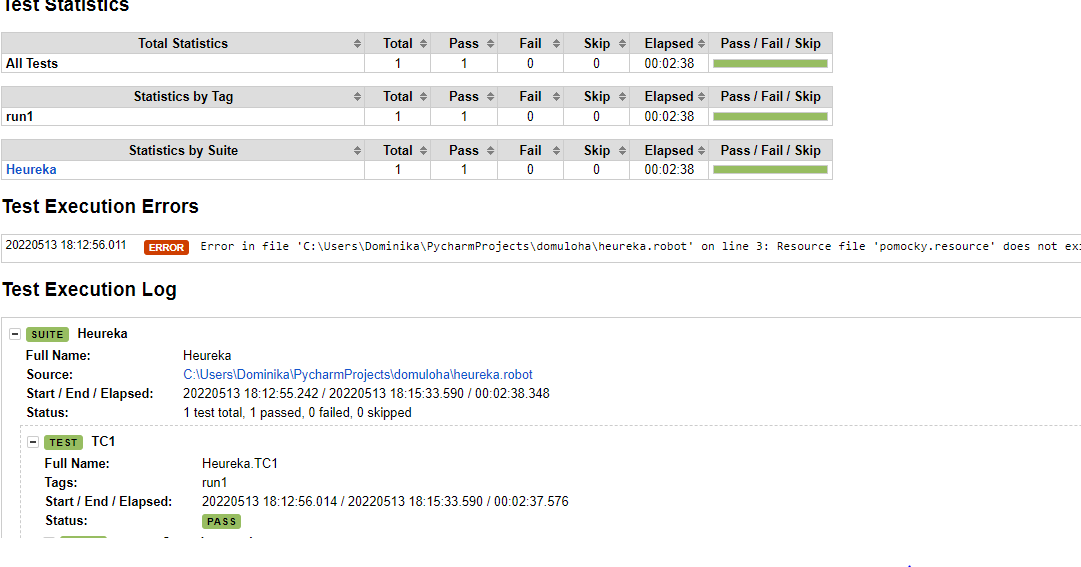 Test Statistics
Total Statistics Total Pass Fail Skip Elapsed Pass / Fail / Skip
All Tests 1 1 0 0 00:02:38
Statistics by Tag Total Pass Fail Skip Elapsed Pass / Fail / Skip
run1 1 1 0 0 00:02:38
Statistics by Suite Total Pass Fail Skip Elapsed Pass / Fail / Skip
Heureka 1 1 0 0 00:02:38
Test Execution Errors
20220513 18:12:56.011 ERROR Error in file 'C:\Users\Dominika\PycharmProjects\domuloha\heureka.robot' on line 3: Resource file 'pomocky.resource' does not exi
Test Execution Log
SUITE Heureka
Full Name: Heureka
Source: C:\Users\Dominika\PycharmProjects\domuloha\heureka.robot
Start / End / Elapsed: 20220513 18:12:55.242 / 20220513 18:15:33.590 / 00:02:38.348
Status: 1 test total, 1 passed, 0 failed, 0 skipped
TEST TC1
Full Name: Heureka.TC1
Tags: run1
Start / End / Elapsed: 20220513 18:12:56.014 / 20220513 18:15:33.590 / 00:02:37.576
Status: PASS